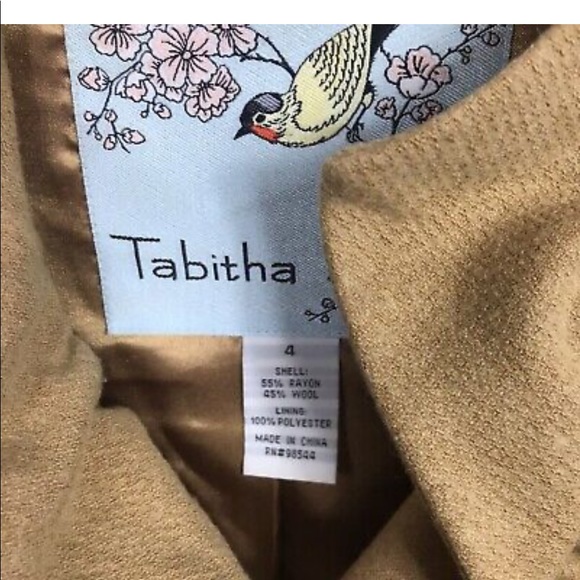 Tabitha
4
SHELL:
55% RAYON
45% WOOL
LINING:
100% POLYESTER
MADE IN CHINA
RN#98544